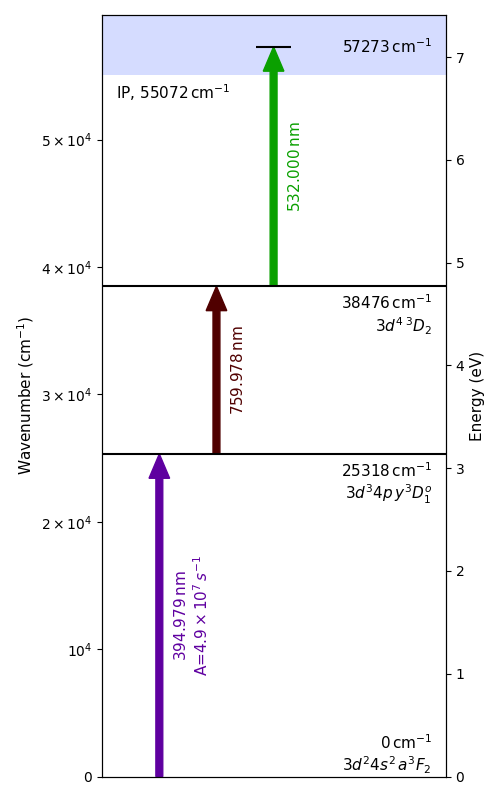 57273 cm⁻¹
IP, 55072 cm⁻¹
532.000 nm
38476 cm⁻¹
3d⁴ ³D₂
759.978 nm
25318 cm⁻¹
3d³4p y³D₁ᵒ
394.979 nm
A=4.9 × 10⁷ s⁻¹
0 cm⁻¹
3d²4s² a³F₂
Wavenumber (cm⁻¹)
5 × 10⁴
4 × 10⁴
3 × 10⁴
2 × 10⁴
10⁴
0
Energy (eV)
7
6
5
4
3
2
1
0